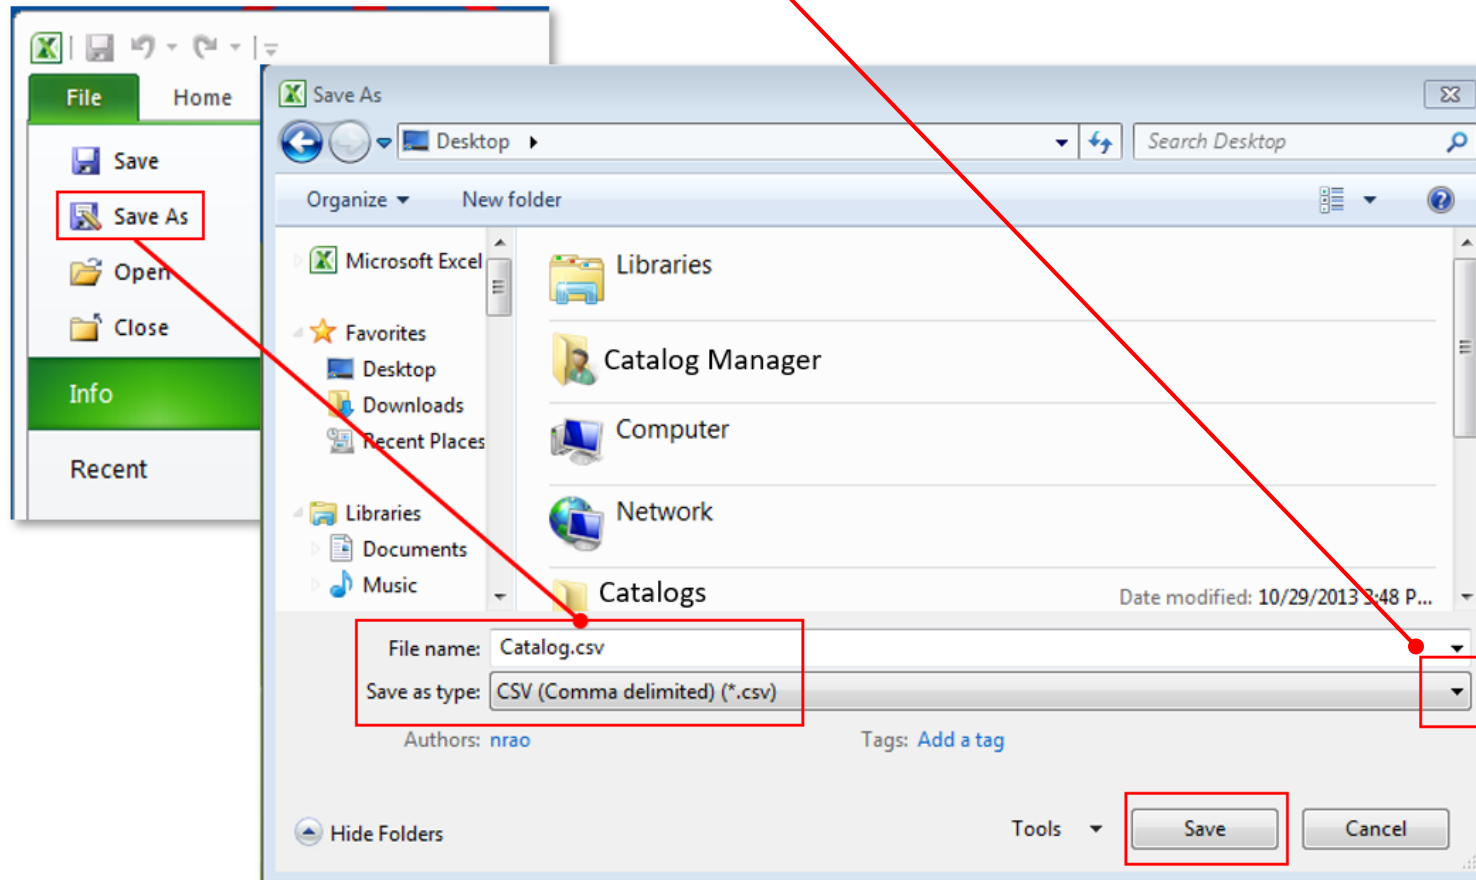 File Home
Save
Save As
Open
Close
Info
Recent
Save As
Desktop
Search Desktop
Organize New folder
Microsoft Excel
Favorites
Desktop
Downloads
Recent Places
Libraries
Documents
Music
Libraries
Catalog Manager
Computer
Network
Catalogs Date modified: 10/29/2013 3:48 P...
File name: Catalog.csv
Save as type: CSV (Comma delimited) (*.csv)
Authors: nrao Tags: Add a tag
Hide Folders Tools Save Cancel